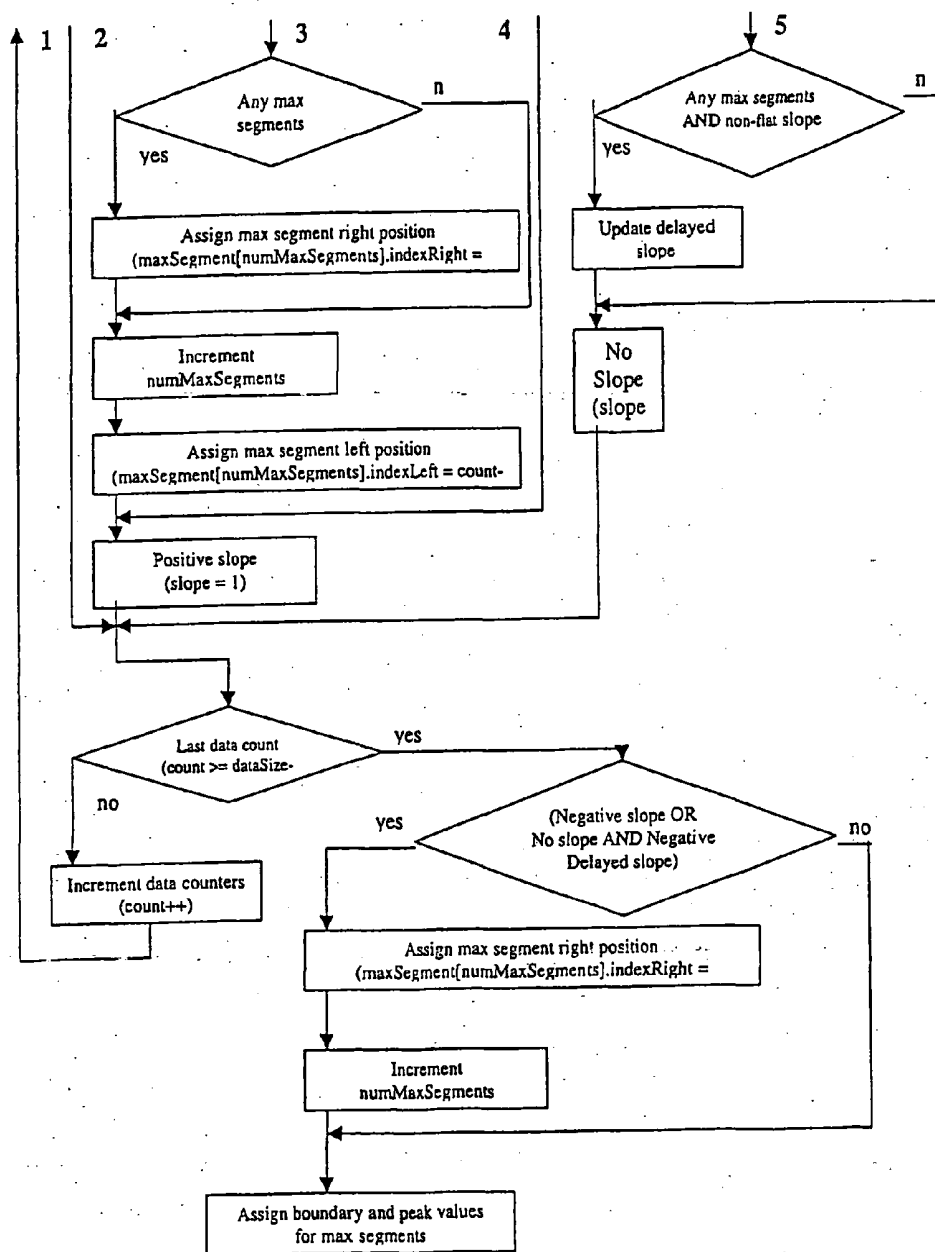 1
2
3
4
5
Any max
segments
n
yes
Any max segments
AND non-flat slope
n
yes
Assign max segment right position
(maxSegment[numMaxSegments].indexRight =
Update delayed
slope
Increment
numMaxSegments
No
Slope
(slope
Assign max segment left position
(maxSegment[numMaxSegments].indexLeft = count-
Positive slope
(slope = 1)
Last data count
(count >= dataSize-
yes
no
(Negative slope OR
No slope AND Negative
Delayed slope)
yes
no
Increment data counters
(count++)
Assign max segment right position
(maxSegment[numMaxSegments].indexRight =
Increment
numMaxSegments
Assign boundary and peak values
for max segments